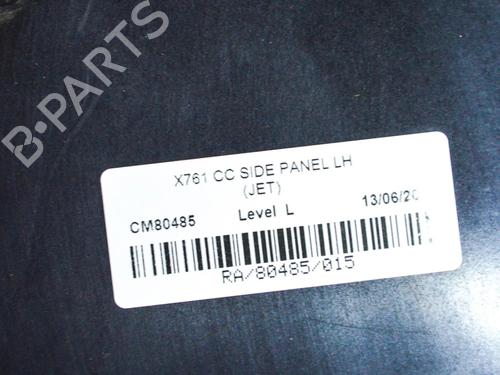 B-PARTS
X761 CC SIDE PANEL LH
(JET)
CM80485 Level L 13/06/20
RA/80485/015